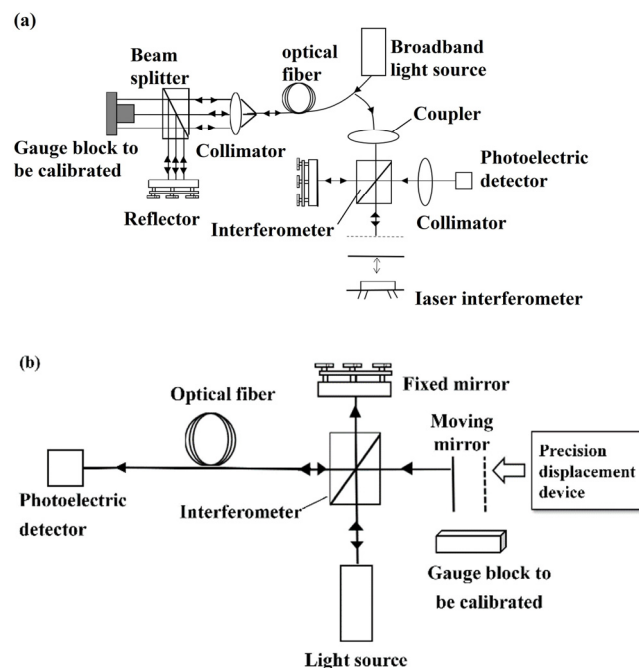 (a)
Beam
splitter
optical
fiber
Broadband
light source
Coupler
Gauge block to
be calibrated
Collimator
Photoelectric
detector
Reflector
Interferometer
Collimator
Iaser interferometer
(b)
Optical fiber
Fixed mirror
Moving
mirror
Precision
displacement
device
Photoelectric
detector
Interferometer
Gauge block to
be calibrated
Light source